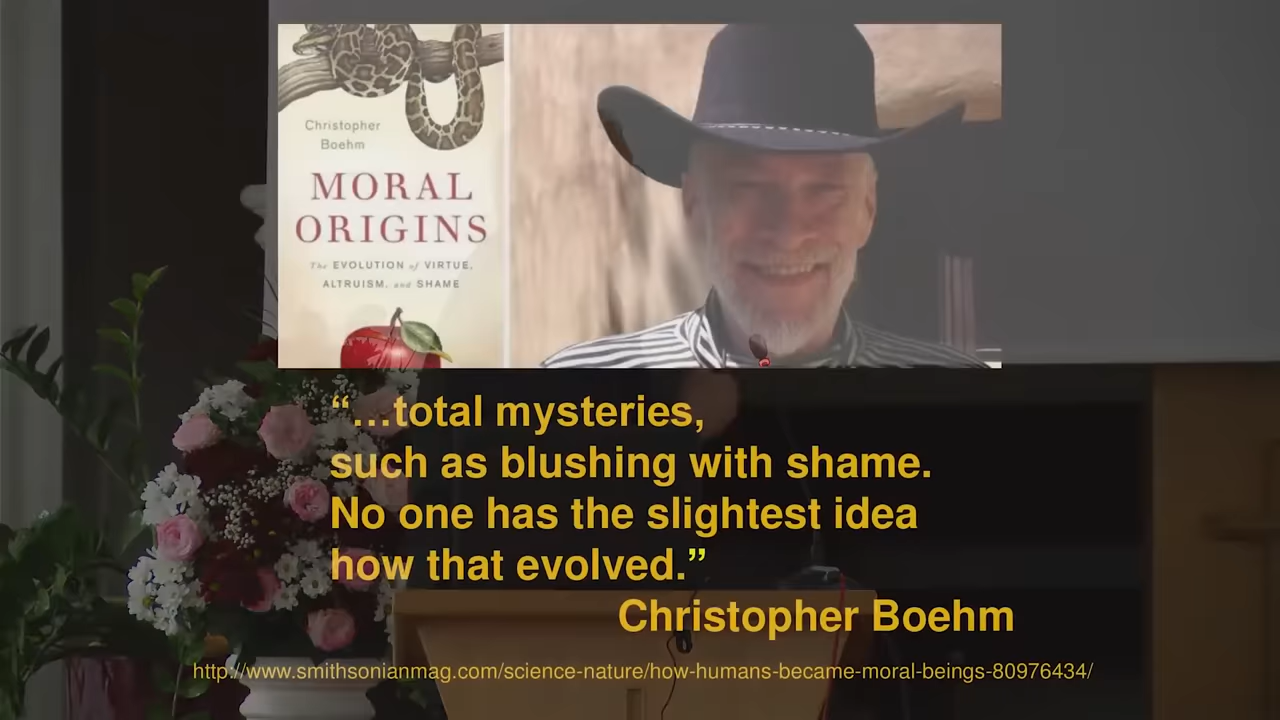 Christopher
Boehm
MORAL
ORIGINS
The EVOLUTION of VIRTUE,
ALTRUISM, and SHAME
“…total mysteries,
such as blushing with shame.
No one has the slightest idea
how that evolved.”
Christopher Boehm
http://www.smithsonianmag.com/science-nature/how-humans-became-moral-beings-80976434/